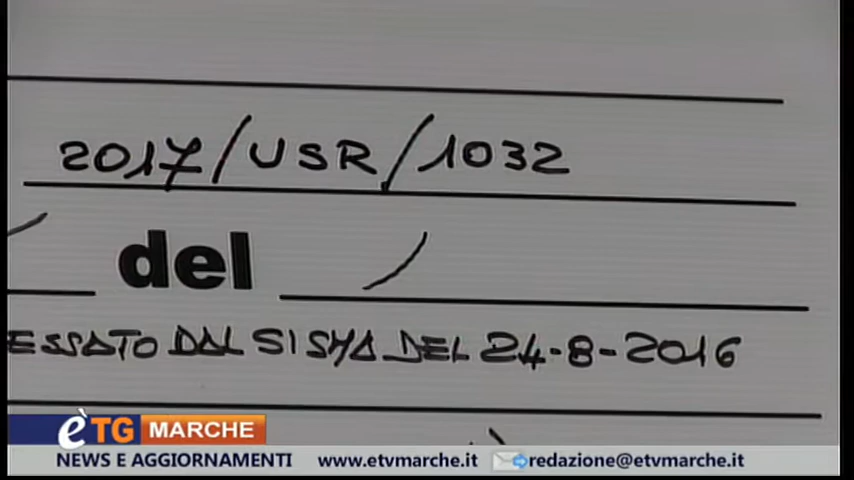 2017/USR/1032
del
ESSATO DAL SISMA DEL 24-8-2016
èTG MARCHE
NEWS E AGGIORNAMENTI www.etvmarche.it redazione@etvmarche.it